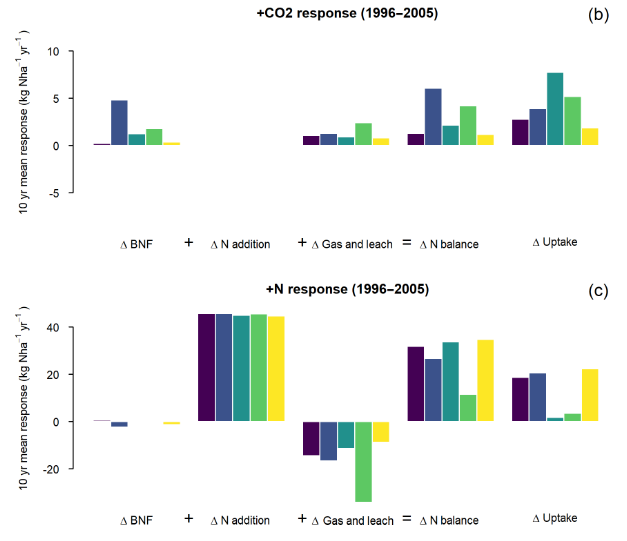 +CO2 response (1996−2005)
(b)
10 yr mean response (kg Nha⁻¹ yr⁻¹ )
10
5
0
-5
Δ BNF + Δ N addition + Δ Gas and leach = Δ N balance Δ Uptake
+N response (1996−2005)
(c)
10 yr mean response (kg Nha⁻¹ yr⁻¹ )
40
20
0
-20
Δ BNF + Δ N addition + Δ Gas and leach = Δ N balance Δ Uptake